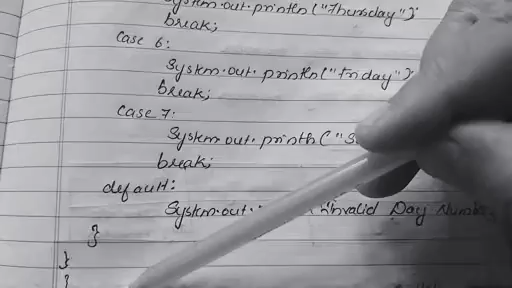 System.out.println("Thursday");
break;
case 6:
System.out.println("Friday");
break;
case 7:
System.out.println("S
break;
default:
System.out. "Invalid Day Number
}
}
}